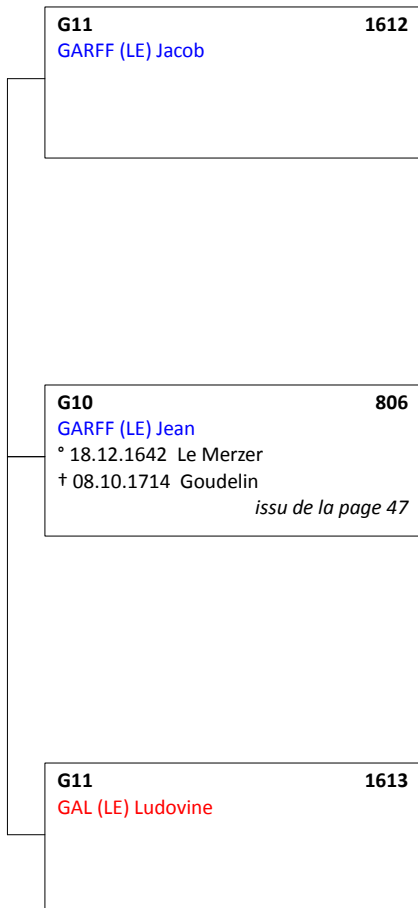 G11 1612
GARFF (LE) Jacob
G10 806
GARFF (LE) Jean
° 18.12.1642 Le Merzer
† 08.10.1714 Goudelin
issu de la page 47
G11 1613
GAL (LE) Ludovine